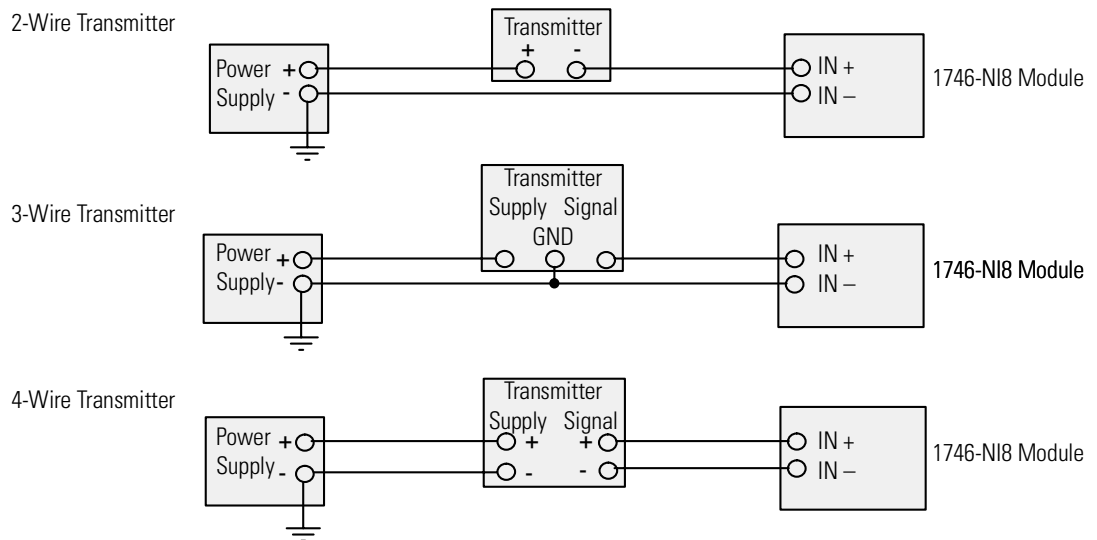 2-Wire Transmitter
Transmitter
+ -
Power +
Supply -
IN +
IN –
1746-NI8 Module
3-Wire Transmitter
Transmitter
Supply Signal
GND
Power +
Supply-
IN +
IN –
1746-NI8 Module
4-Wire Transmitter
Transmitter
Supply Signal
+ +
- -
Power +
Supply -
IN +
IN –
1746-NI8 Module